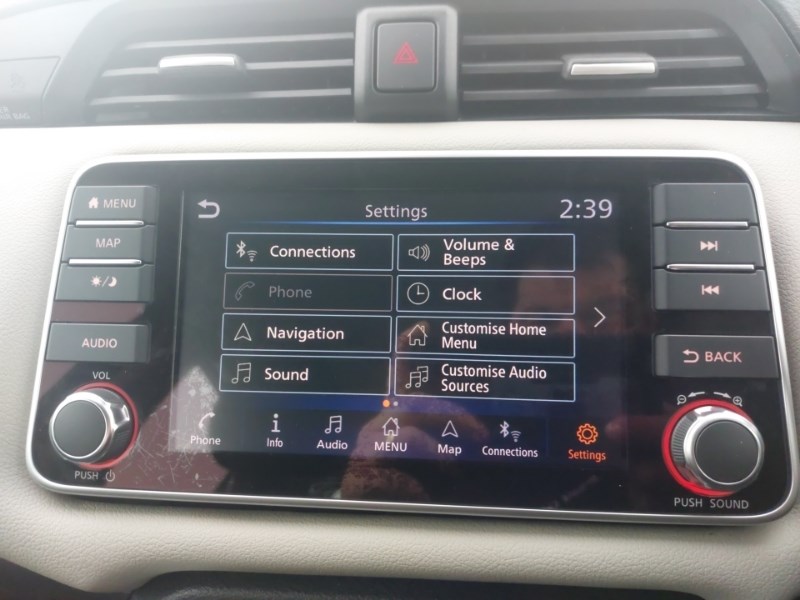 BAG
MENU
MAP
AUDIO
VOL
PUSH
Settings
2:39
Connections
Volume &
Beeps
Phone
Clock
Navigation
Customise Home
Menu
Sound
Customise Audio
Sources
Phone
Info
Audio
MENU
Map
Connections
Settings
BACK
PUSH SOUND